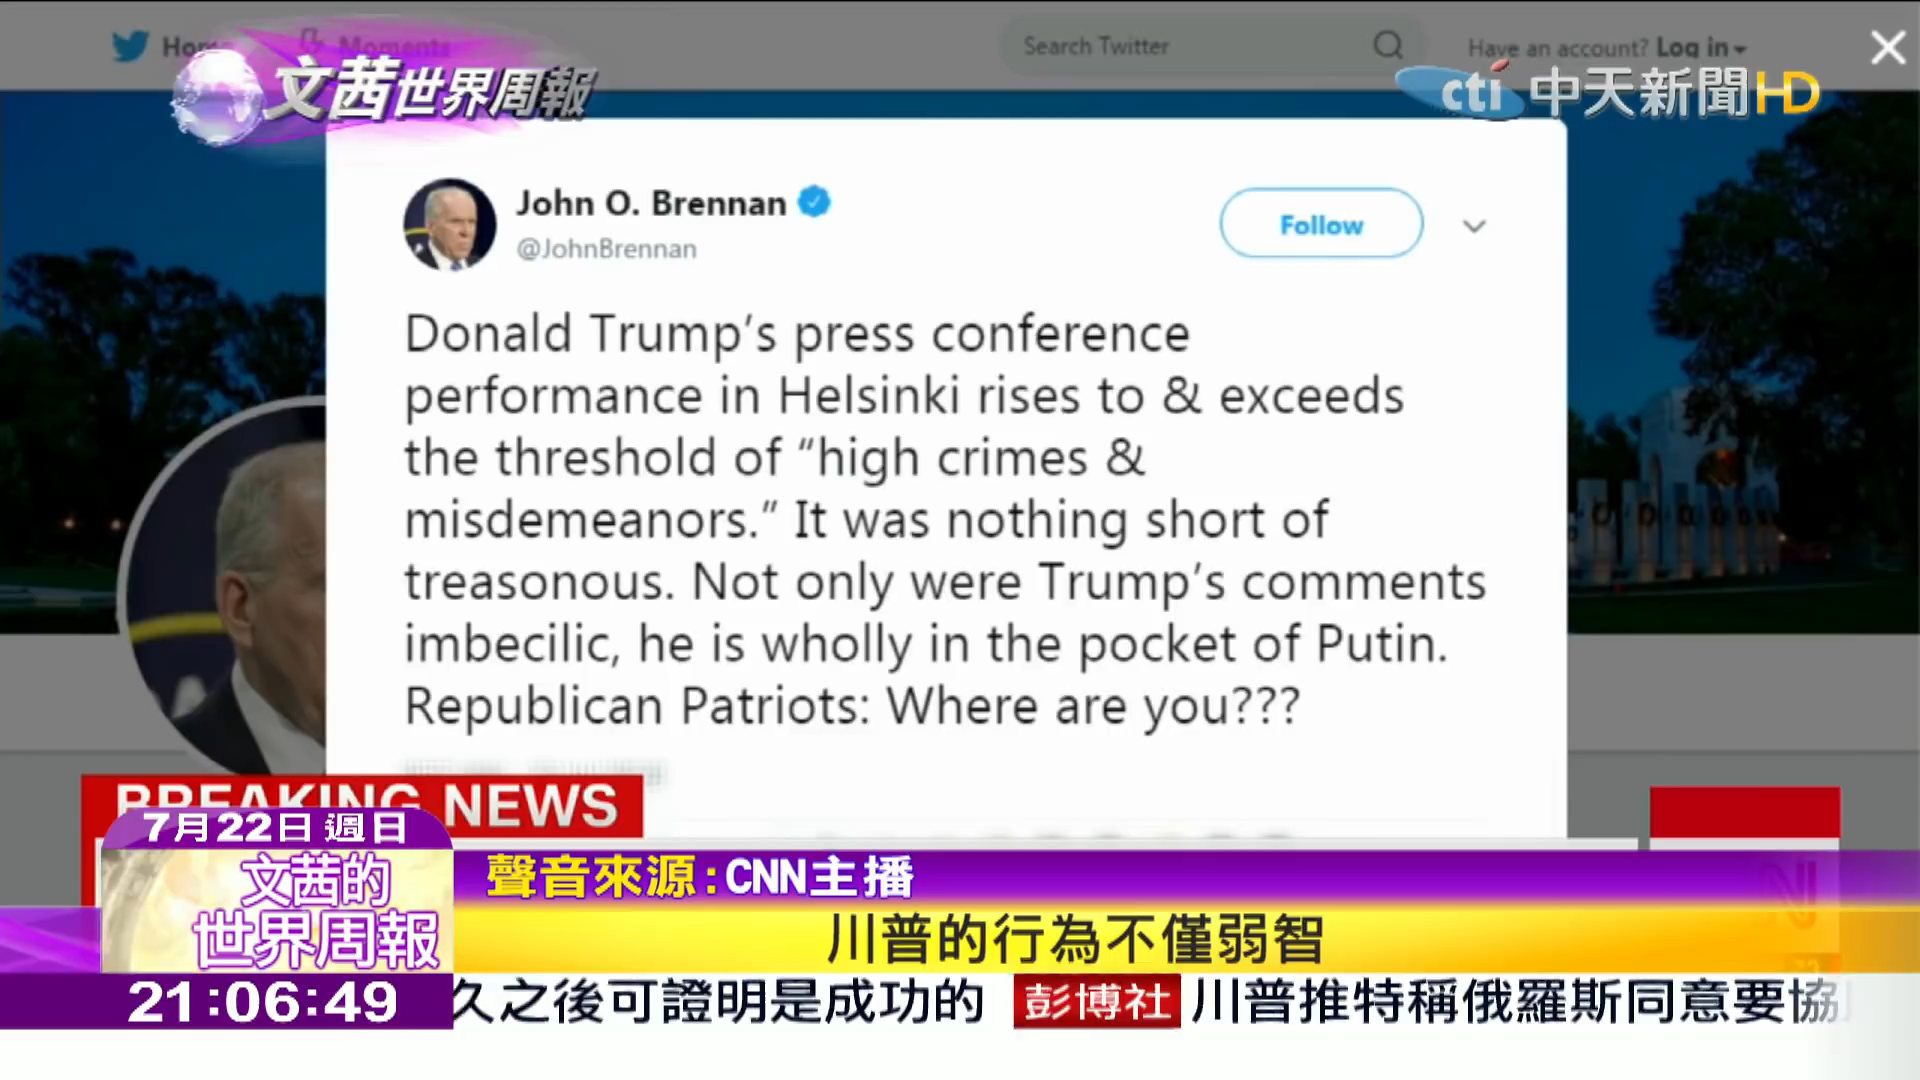 Home Moments Search Twitter Have an account? Log in
文茜世界周報
cti 中天新聞HD
John O. Brennan
@JohnBrennan
Follow
Donald Trump’s press conference
performance in Helsinki rises to & exceeds
the threshold of “high crimes &
misdemeanors.” It was nothing short of
treasonous. Not only were Trump’s comments
imbecilic, he is wholly in the pocket of Putin.
Republican Patriots: Where are you???
BREAKING NEWS
7月22日 週日
文茜的
世界周報
聲音來源:CNN主播
川普的行為不僅弱智
21:06:49
久之後可證明是成功的 彭博社 川普推特稱俄羅斯同意要協